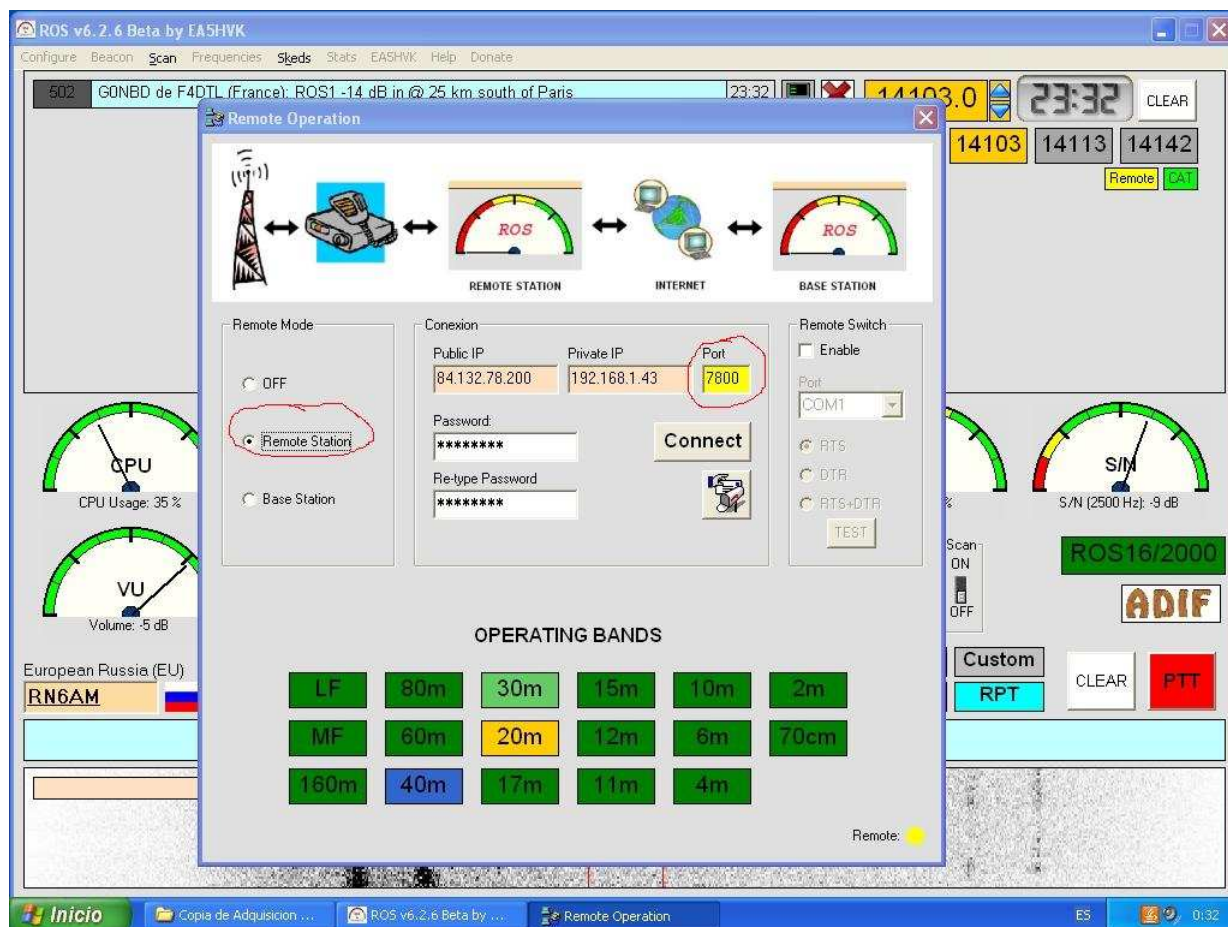 ROS v6.2.6 Beta by EA5HVK
Configure Beacon Scan Frequencies Skeds Stats EA5HVK Help Donate
502 G0NBD de F4DTL (France): ROS1 -14 dB in @ 25 km south of Paris 23:32
14103.0 23:32 CLEAR
14103 14113 14142
Remote CAT
Remote Operation
ROS ROS
REMOTE STATION INTERNET BASE STATION
Remote Mode
OFF
Remote Station
Base Station
Conexion
Public IP Private IP Port
84.132.78.200 192.168.1.43 7800
Password:
********
Connect
Re-type Password
********
Remote Switch
Enable
Port
COM1
RTS
DTR
RTS+DTR
TEST
CPU
CPU Usage: 35 %
VU
Volume: -5 dB
%
S/N
S/N (2500 Hz): -9 dB
Scan
ON
OFF
ROS16/2000
ADIF
OPERATING BANDS
LF 80m 30m 15m 10m 2m
MF 60m 20m 12m 6m 70cm
160m 40m 17m 11m 4m
Remote:
European Russia (EU)
RN6AM
Custom
RPT
CLEAR
PTT
Inicio Copia de Adquisicion ... ROS v6.2.6 Beta by ... Remote Operation ES 0:32